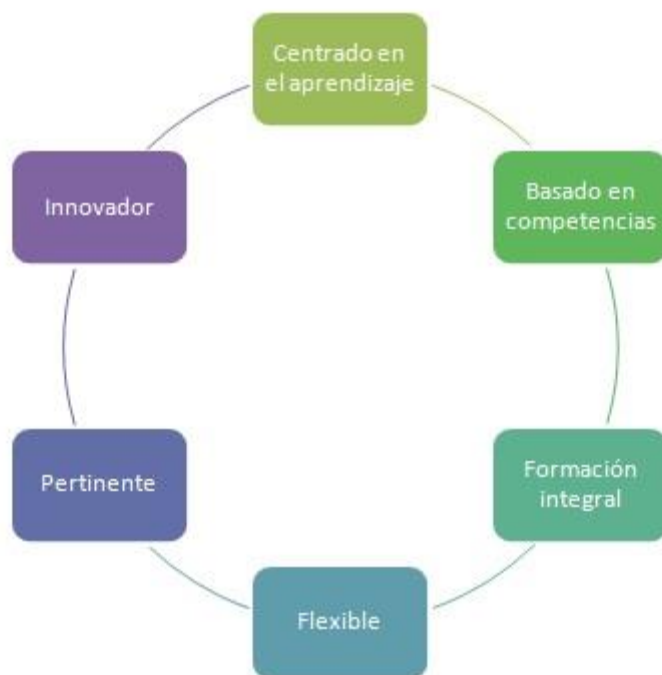 Centrado en
el aprendizaje
Basado en
competencias
Formación
integral
Flexible
Pertinente
Innovador